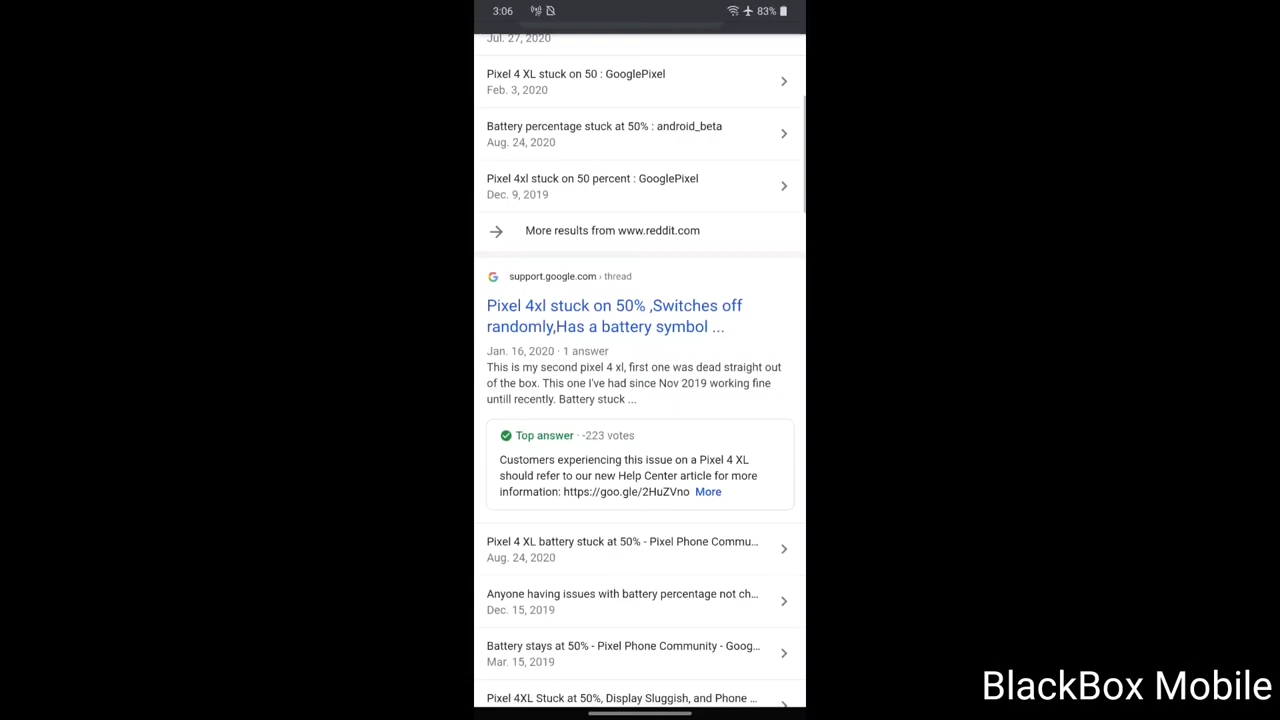 3:06
83%
Jul. 27, 2020
Pixel 4 XL stuck on 50 : GooglePixel
Feb. 3, 2020
Battery percentage stuck at 50% : android_beta
Aug. 24, 2020
Pixel 4xl stuck on 50 percent : GooglePixel
Dec. 9, 2019
More results from www.reddit.com
support.google.com › thread
Pixel 4xl stuck on 50% ,Switches off
randomly,Has a battery symbol ...
Jan. 16, 2020 · 1 answer
This is my second pixel 4 xl, first one was dead straight out
of the box. This one I've had since Nov 2019 working fine
untill recently. Battery stuck ...
Top answer · -223 votes
Customers experiencing this issue on a Pixel 4 XL
should refer to our new Help Center article for more
information: https://goo.gle/2HuZVno More
Pixel 4 XL battery stuck at 50% - Pixel Phone Commu...
Aug. 24, 2020
Anyone having issues with battery percentage not ch...
Dec. 15, 2019
Battery stays at 50% - Pixel Phone Community - Goog...
Mar. 15, 2019
Pixel 4XL Stuck at 50%, Display Sluggish, and Phone ...
BlackBox Mobile